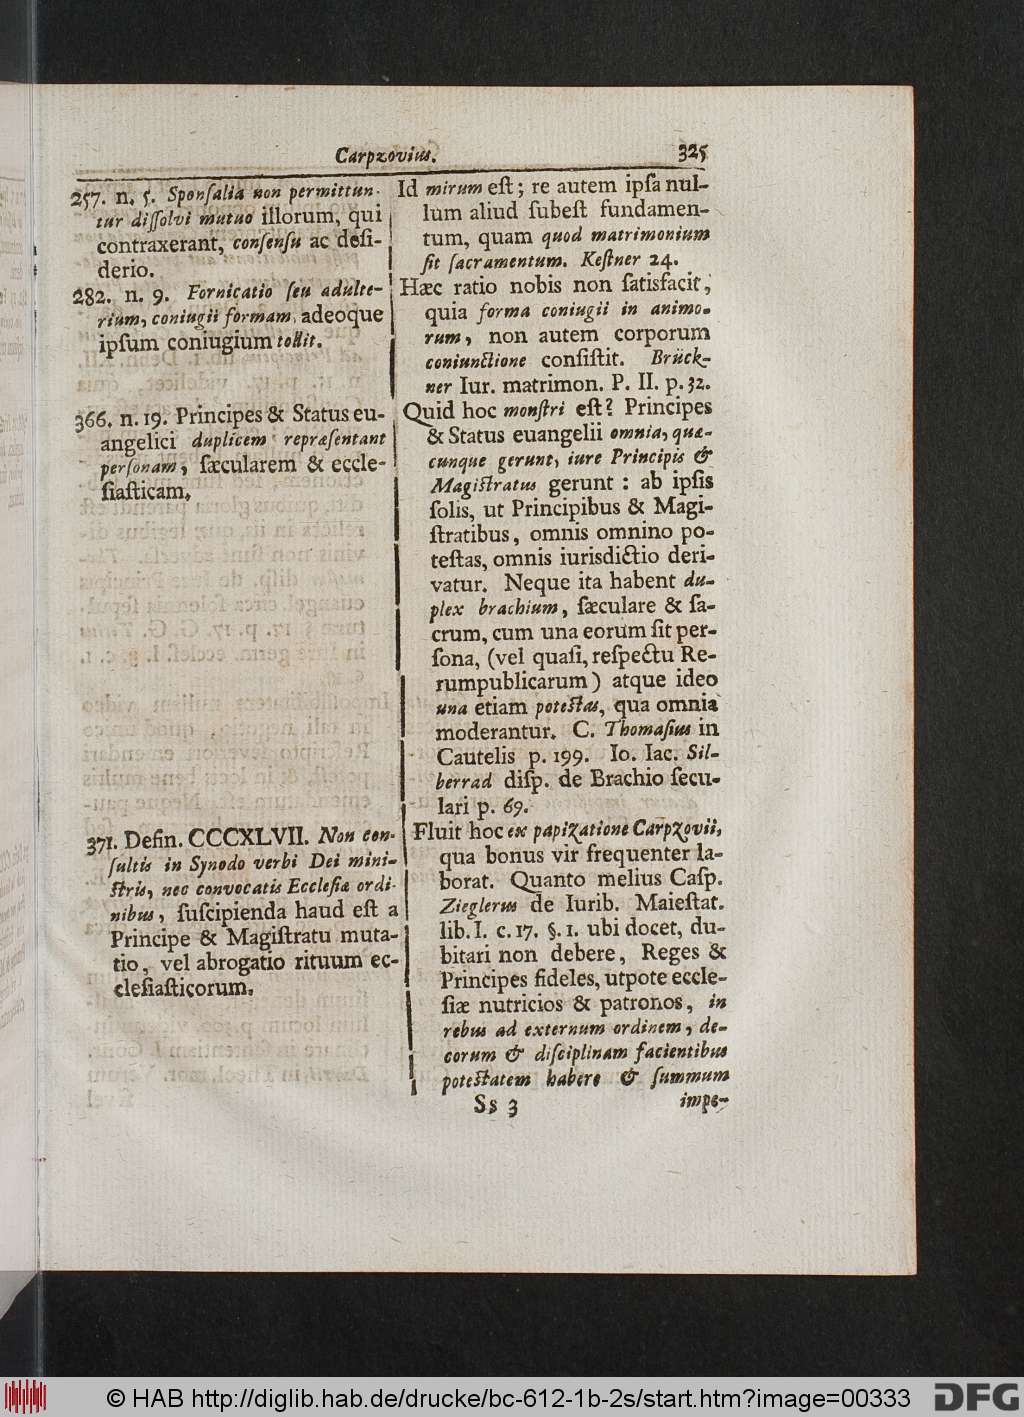 Carpzovius. 325
257. n. 5. Sponſalia non permittun-
tur diſſolvi mutuo illorum, qui
contraxerant, conſenſu ac deſi-
derio.
282. n. 9. Fornicatio ſeu adulte-
rium, coniugii formam, adeoque
ipſum coniugium tollit.
366. n. 19. Principes & Status eu-
angelici duplicem repræſentant
perſonam, ſæcularem & eccle-
ſiaſticam.
371. Defin. CCCXLVII. Non con-
ſultis in Synodo verbi Dei mini-
ſtris, nec convocatis Eccleſiæ ordi-
nibus, ſuſcipienda haud eſt a
Principe & Magiſtratu muta-
tio, vel abrogatio rituum ec-
cleſiaſticorum.
Id mirum eſt; re autem ipſa nul-
lum aliud ſubeſt fundamen-
tum, quam quod matrimonium
ſit ſacramentum. Keſtner 24.
Hæc ratio nobis non ſatisfacit,
quia forma coniugii in animo-
rum, non autem corporum
coniunctione conſiſtit. Brück-
ner Iur. matrimon. P. II. p. 32.
Quid hoc monſtri eſt? Principes
& Status euangelii omnia, quæ-
cunque gerunt, iure Principis &
Magiſtratus gerunt: ab ipſis
ſolis, ut Principibus & Magi-
ſtratibus, omnis omnino po-
teſtas, omnis iurisdictio deri-
vatur. Neque ita habent du-
plex brachium, ſæculare & ſa-
crum, cum una eorum ſit per-
ſona, (vel quaſi, reſpectu Re-
rumpublicarum) atque ideo
una etiam poteſtas, qua omnia
moderantur. C. Thomaſius in
Cautelis p. 199. Io. Iac. Sil-
berrad diſp. de Brachio ſecu-
lari p. 69.
Fluit hoc ex papizatione Carpzovii,
qua bonus vir frequenter la-
borat. Quanto melius Caſp.
Zieglerus de Iurib. Maieſtat.
lib. I. c. 17. §. 1. ubi docet, du-
bitari non debere, Reges &
Principes fideles, utpote eccle-
ſiæ nutricios & patronos, in
rebus ad externum ordinem, de-
corum & diſciplinam facientibus
poteſtatem habere & ſummum
Ss 3 impe-
© HAB http://diglib.hab.de/drucke/bc-612-1b-2s/start.htm?image=00333 DFG